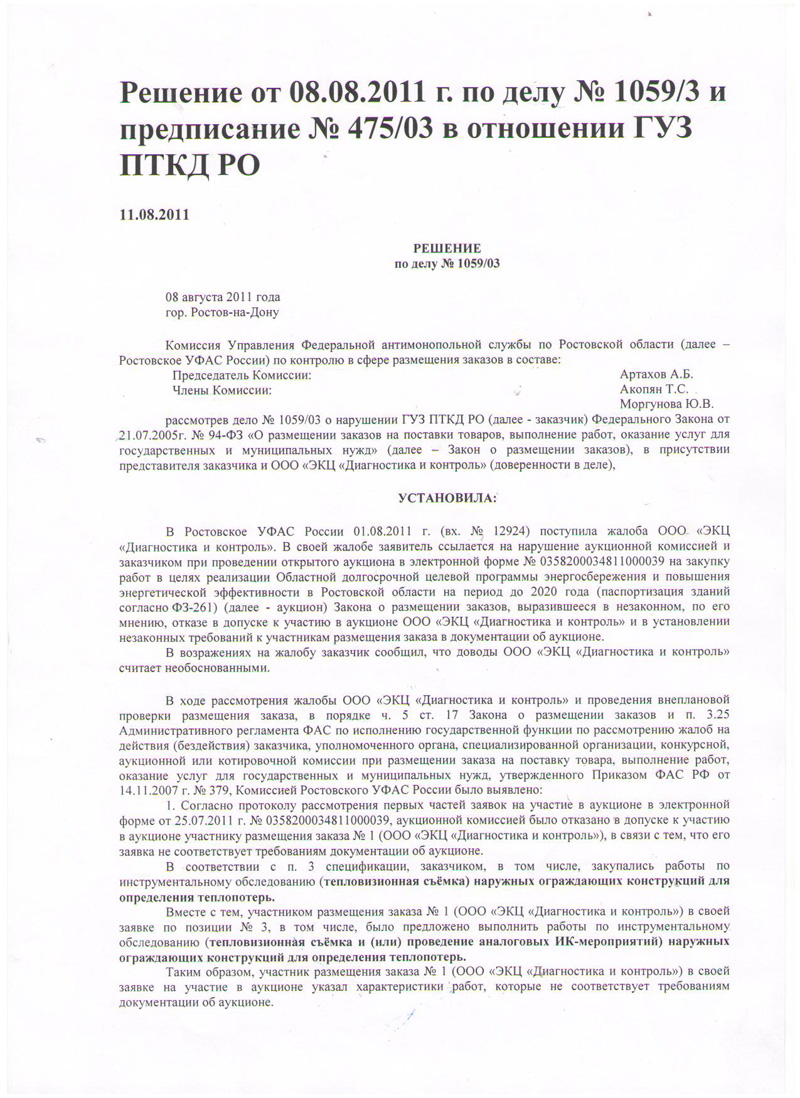 Решение от 08.08.2011 г. по делу № 1059/3 и
предписание № 475/03 в отношении ГУЗ
ПТКД РО
11.08.2011
РЕШЕНИЕ
по делу № 1059/03
08 августа 2011 года
гор. Ростов-на-Дону
Комиссия Управления Федеральной антимонопольной службы по Ростовской области (далее –
Ростовское УФАС России) по контролю в сфере размещения заказов в составе:
Председатель Комиссии: Артахов А.Б.
Члены Комиссии: Акопян Т.С.
Моргунова Ю.В.
рассмотрев дело № 1059/03 о нарушении ГУЗ ПТКД РО (далее - заказчик) Федерального Закона от
21.07.2005г. № 94-ФЗ «О размещении заказов на поставки товаров, выполнение работ, оказание услуг для
государственных и муниципальных нужд» (далее – Закон о размещении заказов), в присутствии
представителя заказчика и ООО «ЭКЦ «Диагностика и контроль» (доверенности в деле),
УСТАНОВИЛА:
В Ростовское УФАС России 01.08.2011 г. (вх. № 12924) поступила жалоба ООО «ЭКЦ
«Диагностика и контроль». В своей жалобе заявитель ссылается на нарушение аукционной комиссией и
заказчиком при проведении открытого аукциона в электронной форме № 0358200034811000039 на закупку
работ в целях реализации Областной долгосрочной целевой программы энергосбережения и повышения
энергетической эффективности в Ростовской области на период до 2020 года (паспортизация зданий
согласно ФЗ-261) (далее - аукцион) Закона о размещении заказов, выразившееся в незаконном, по его
мнению, отказе в допуске к участию в аукционе ООО «ЭКЦ «Диагностика и контроль» и в установлении
незаконных требований к участникам размещения заказа в документации об аукционе.
В возражениях на жалобу заказчик сообщил, что доводы ООО «ЭКЦ «Диагностика и контроль»
считает необоснованными.
В ходе рассмотрения жалобы ООО «ЭКЦ «Диагностика и контроль» и проведения внеплановой
проверки размещения заказа, в порядке ч. 5 ст. 17 Закона о размещении заказов и п. 3.25
Административного регламента ФАС по исполнению государственной функции по рассмотрению жалоб на
действия (бездействия) заказчика, уполномоченного органа, специализированной организации, конкурсной,
аукционной или котировочной комиссии при размещении заказа на поставку товара, выполнение работ,
оказание услуг для государственных и муниципальных нужд, утвержденного Приказом ФАС РФ от
14.11.2007 г. № 379, Комиссией Ростовского УФАС России было выявлено:
1. Согласно протоколу рассмотрения первых частей заявок на участие в аукционе в электронной
форме от 25.07.2011 г. № 0358200034811000039, аукционной комиссией было отказано в допуске к участию
в аукционе участнику размещения заказа № 1 (ООО «ЭКЦ «Диагностика и контроль»), в связи с тем, что его
заявка не соответствует требованиям документации об аукционе.
В соответствии с п. 3 спецификации, заказчиком, в том числе, закупались работы по
инструментальному обследованию (тепловизионная съёмка) наружных ограждающих конструкций для
определения теплопотерь.
Вместе с тем, участником размещения заказа № 1 (ООО «ЭКЦ «Диагностика и контроль») в своей
заявке по позиции № 3, в том числе, было предложено выполнить работы по инструментальному
обследованию (тепловизионная съёмка и (или) проведение аналоговых ИК-мероприятий) наружных
ограждающих конструкций для определения теплопотерь.
Таким образом, участник размещения заказа № 1 (ООО «ЭКЦ «Диагностика и контроль») в своей
заявке на участие в аукционе указал характеристики работ, которые не соответствует требованиям
документации об аукционе.